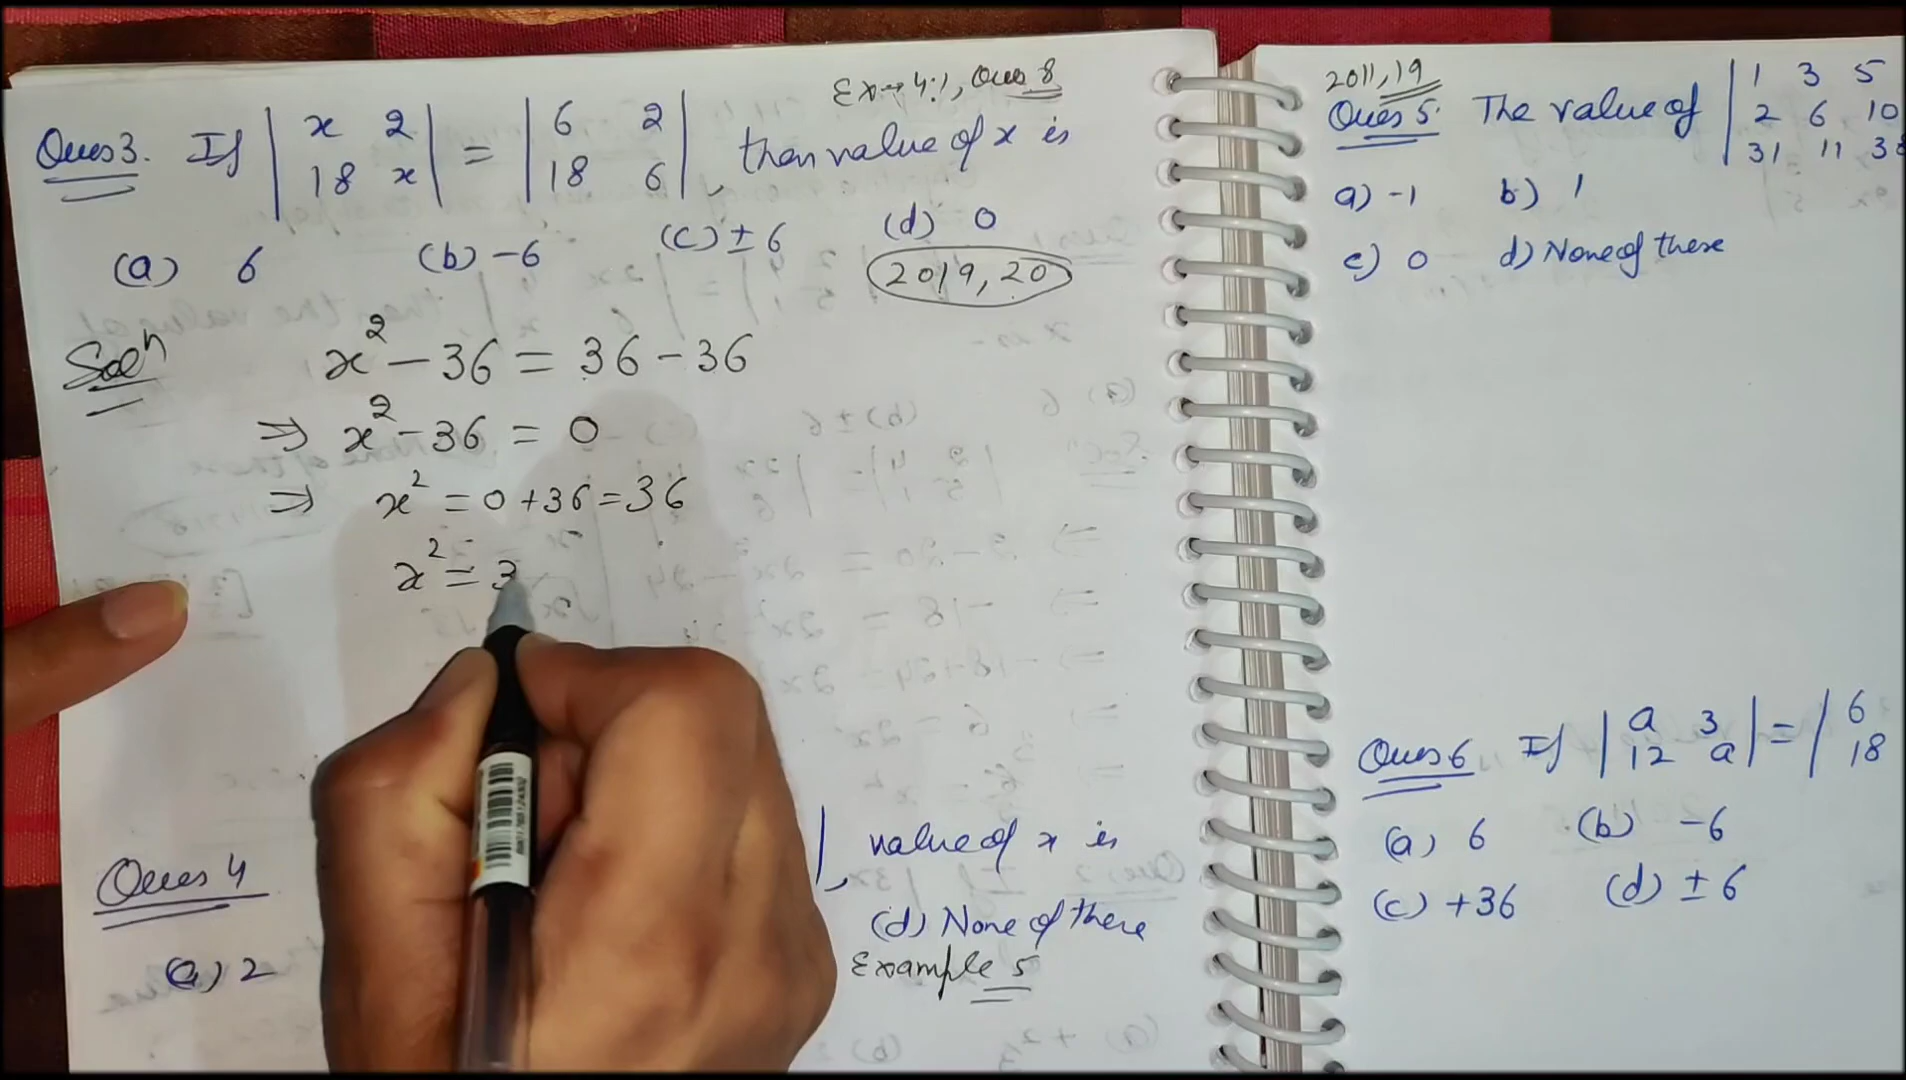 Ex→4.1, Ques 8
Ques 3. If | x 2 | = | 6 2 |, then value of x is
| 18 x | | 18 6 |
(a) 6 (b) -6 (c) ± 6 (d) 0
2019, 20
Solⁿ x² - 36 = 36 - 36
⇒ x² - 36 = 0
⇒ x² = 0 + 36 = 36
x² = 3
Ques 4 |, value of x is
(a) 2 (d) None of these
Example 5
2011, 19
Ques 5. The value of | 1 3 5
| 2 6 10
| 31 11 38
a) -1 b) 1
c) 0 d) None of these
Ques 6 If | a 3 | = | 6
| 12 a | | 18
(a) 6 (b) -6
(c) +36 (d) ± 6